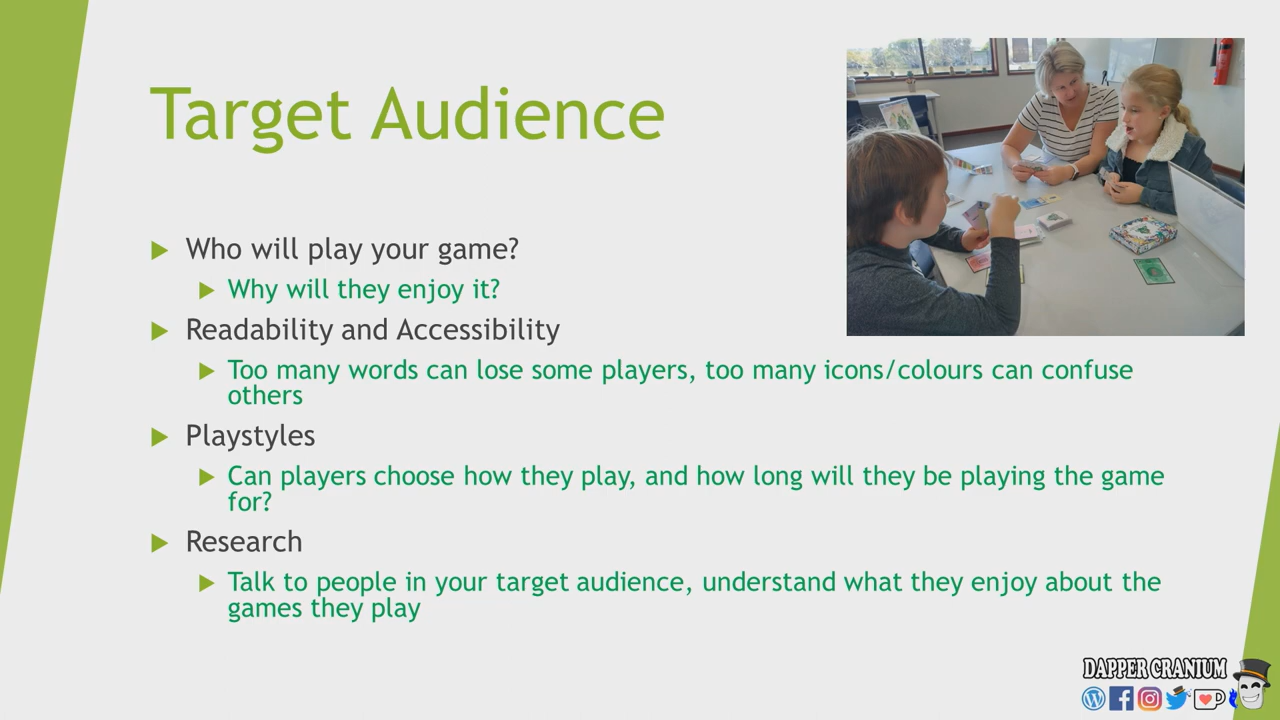 Target Audience
Who will play your game?
Why will they enjoy it?
Readability and Accessibility
Too many words can lose some players, too many icons/colours can confuse
others
Playstyles
Can players choose how they play, and how long will they be playing the game
for?
Research
Talk to people in your target audience, understand what they enjoy about the
games they play
DAPPER CRANIUM